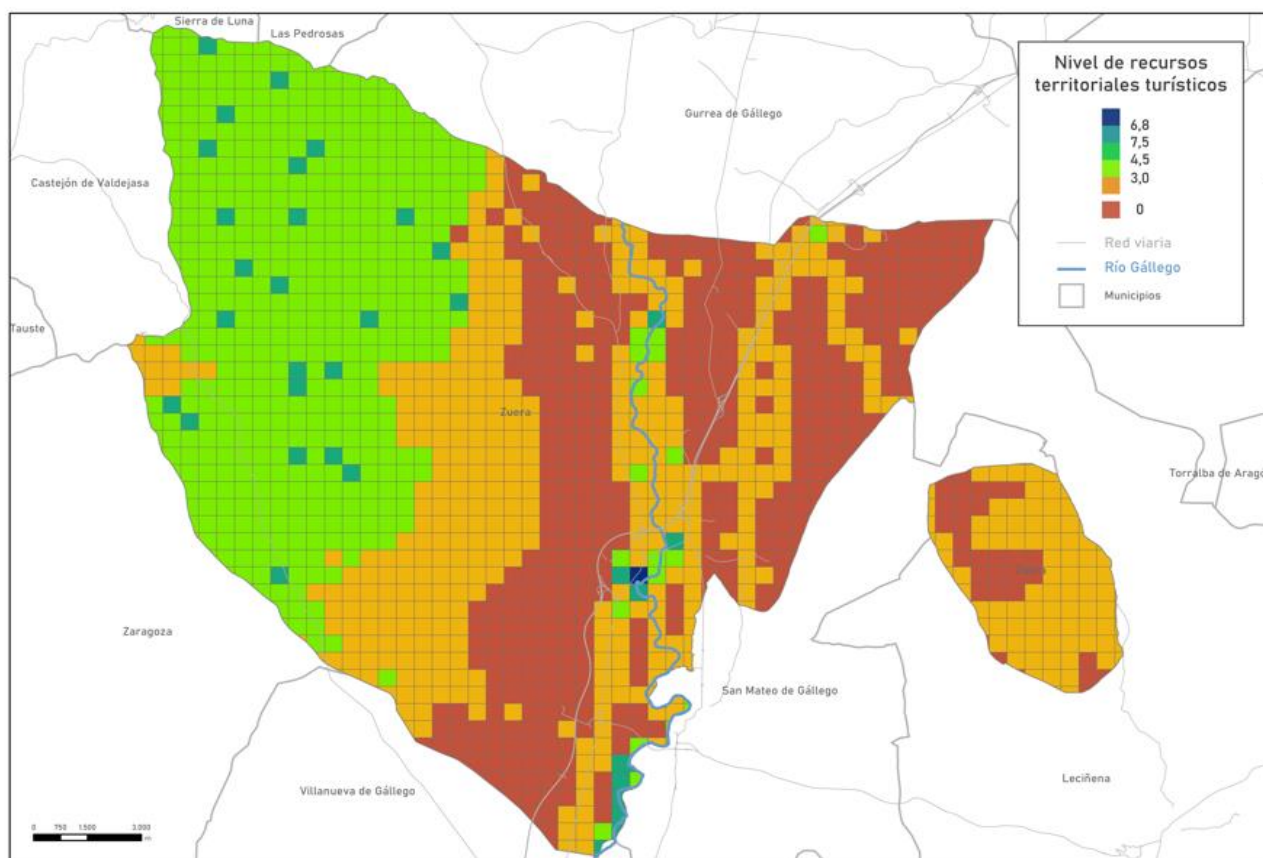 Sierra de Luna
Las Pedrosas
Gurrea de Gállego
Castejón de Valdejasa
Tauste
Zuera
Torralba de Arago
Zaragoza
San Mateo de Gállego
Villanueva de Gállego
Leciñena
Nivel de recursos
territoriales turísticos
6,8
7,5
4,5
3,0
0
Red viaria
Río Gállego
Municipios
0 750 1.500 3.000